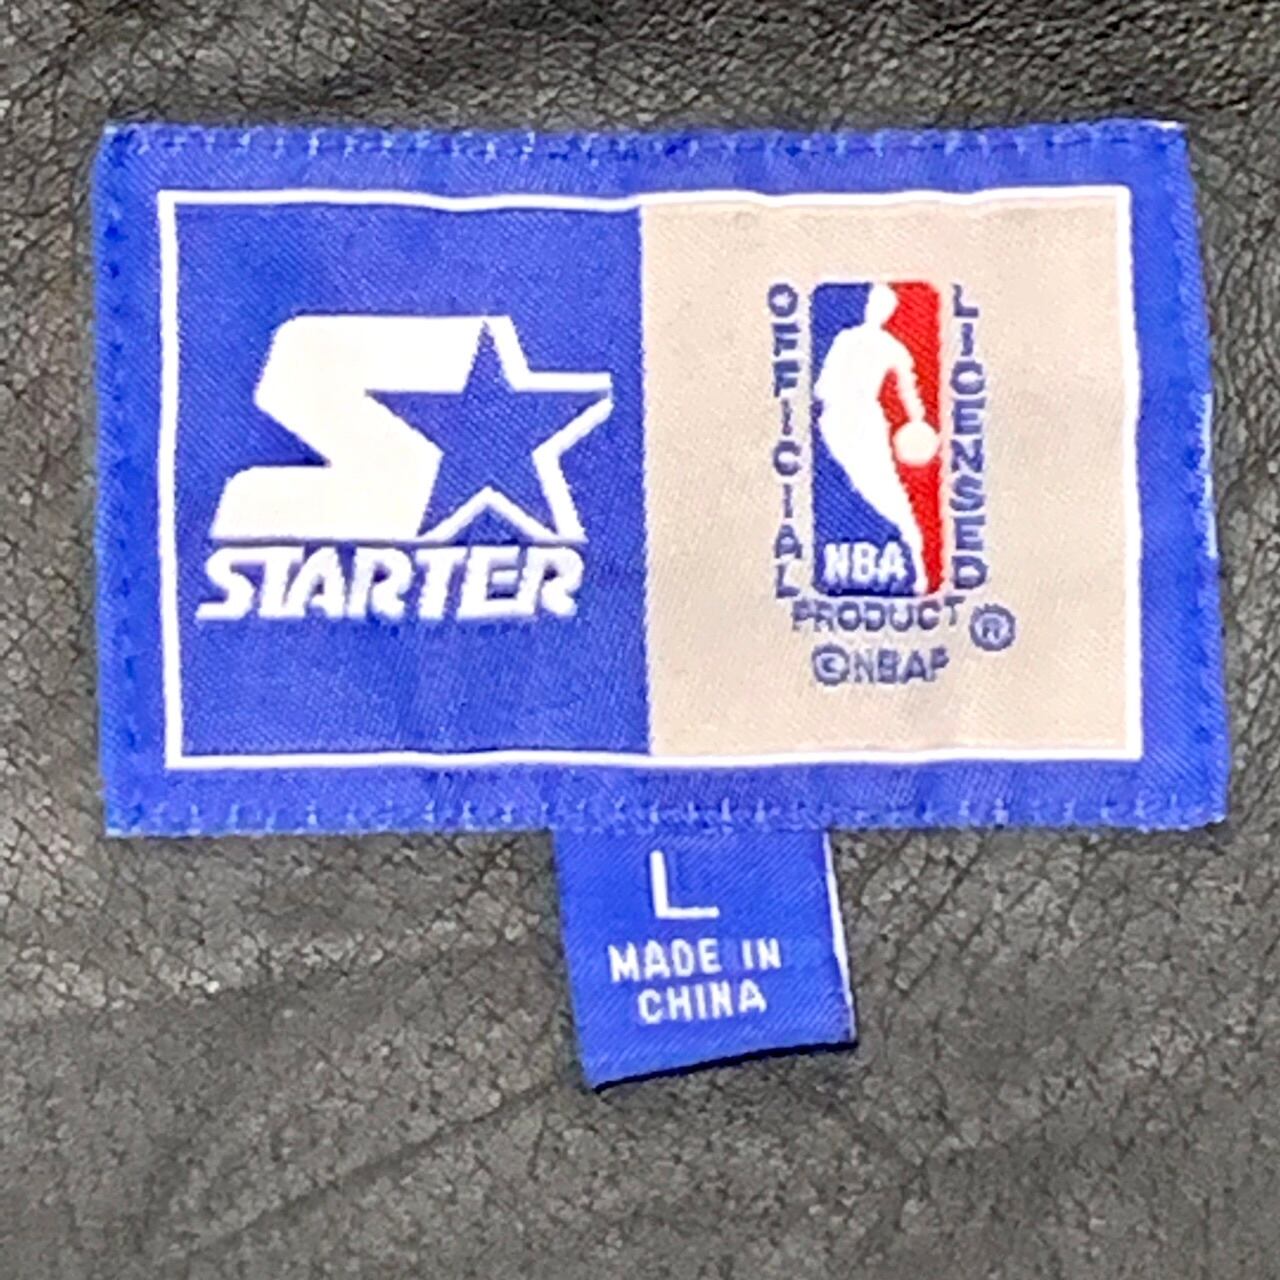 STARTER
OFFICIAL
LICENSED
NBA
PRODUCT ®
©NBAP
L
MADE IN
CHINA